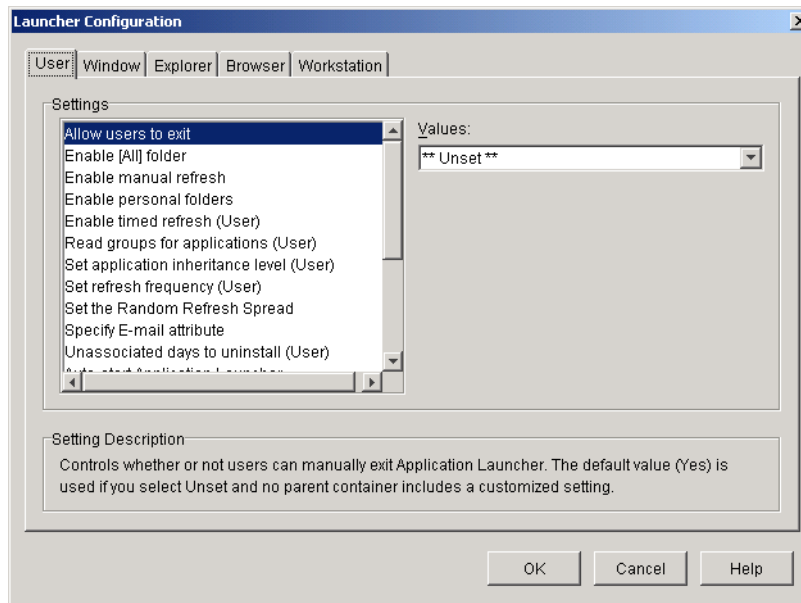 Launcher Configuration
User Window Explorer Browser Workstation
Settings
Allow users to exit
Enable [All] folder
Enable manual refresh
Enable personal folders
Enable timed refresh (User)
Read groups for applications (User)
Set application inheritance level (User)
Set refresh frequency (User)
Set the Random Refresh Spread
Specify E-mail attribute
Unassociated days to uninstall (User)
Auto-start Application Launcher
Values:
** Unset **
Setting Description
Controls whether or not users can manually exit Application Launcher. The default value (Yes) is
used if you select Unset and no parent container includes a customized setting.
OK Cancel Help